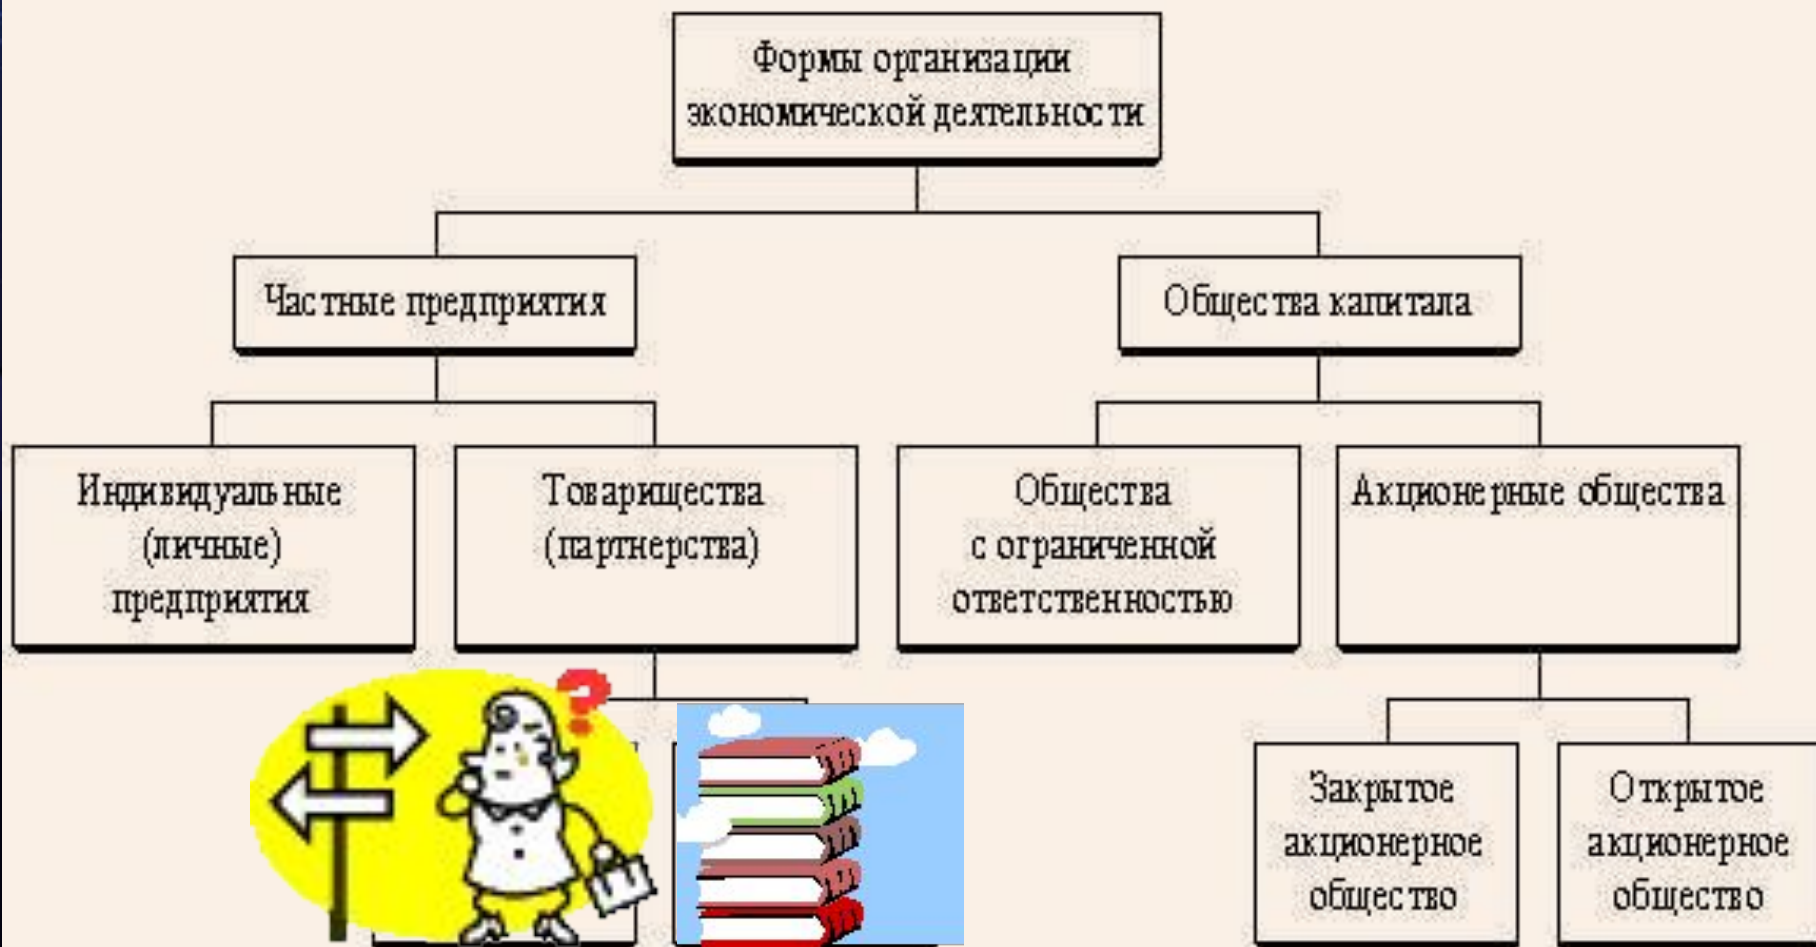 Формы организации
экономической деятельности
Частные предприятия
Общества капитала
Индивидуальные
(личные)
предприятия
Товарищества
(партнерства)
Общества
с ограниченной
ответственностью
Акционерные общества
?
Закрытое
акционерное
общество
Открытое
акционерное
общество